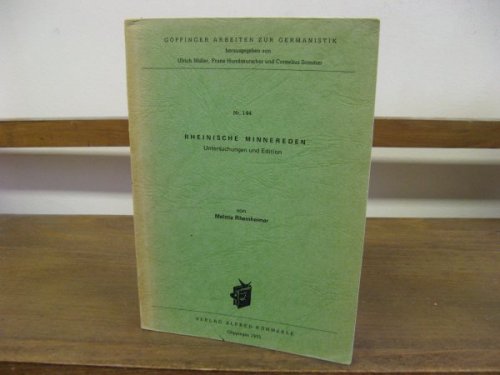 GÖPPINGER ARBEITEN ZUR GERMANISTIK
herausgegeben von
Ulrich Müller, Franz Hundsnurscher und Cornelius Sommer
Nr. 144
RHEINISCHE MINNEREDEN
Untersuchungen und Edition
von
Melitta Rheinheimer
VERLAG ALFRED KÜMMERLE
Göppingen 1975